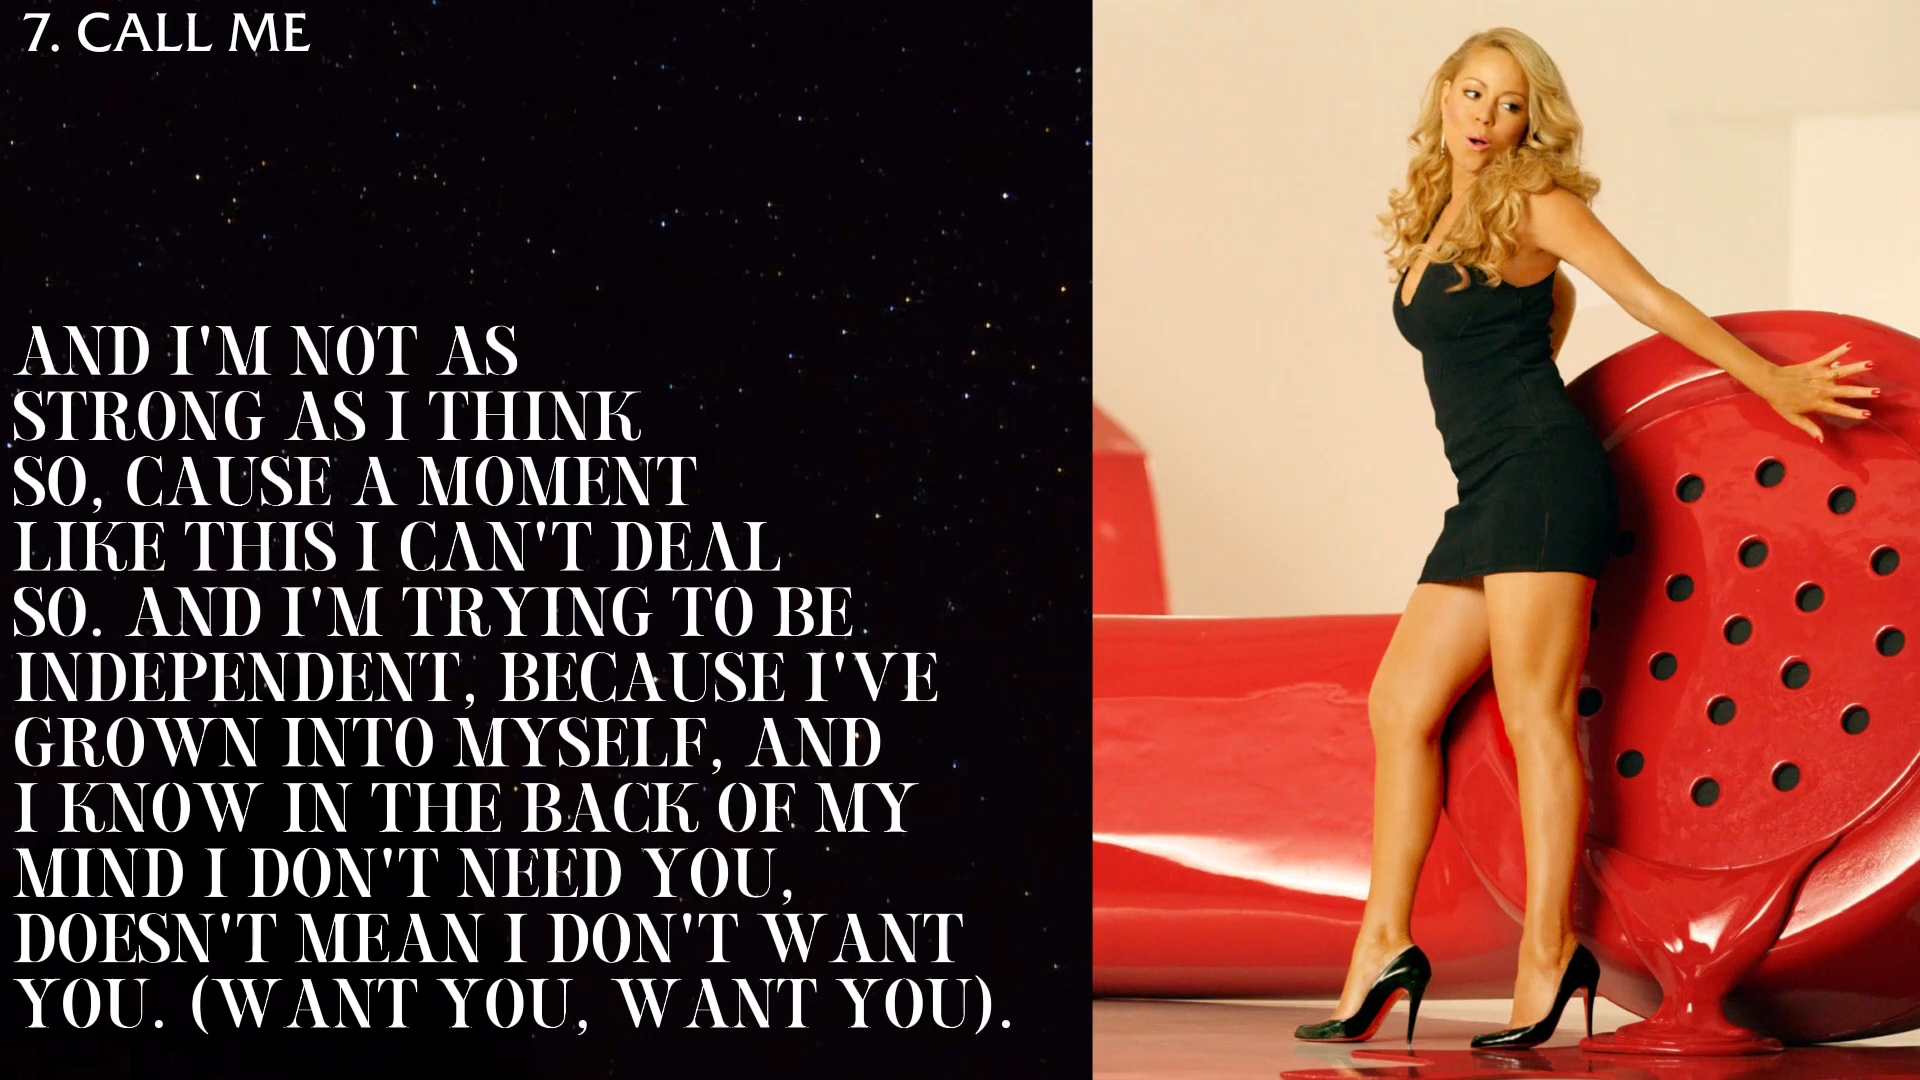 7. CALL ME
AND I'M NOT AS
STRONG AS I THINK
SO, CAUSE A MOMENT
LIKE THIS I CAN'T DEAL
SO. AND I'M TRYING TO BE
INDEPENDENT, BECAUSE I'VE
GROWN INTO MYSELF, AND
I KNOW IN THE BACK OF MY
MIND I DON'T NEED YOU,
DOESN'T MEAN I DON'T WANT
YOU. (WANT YOU, WANT YOU).